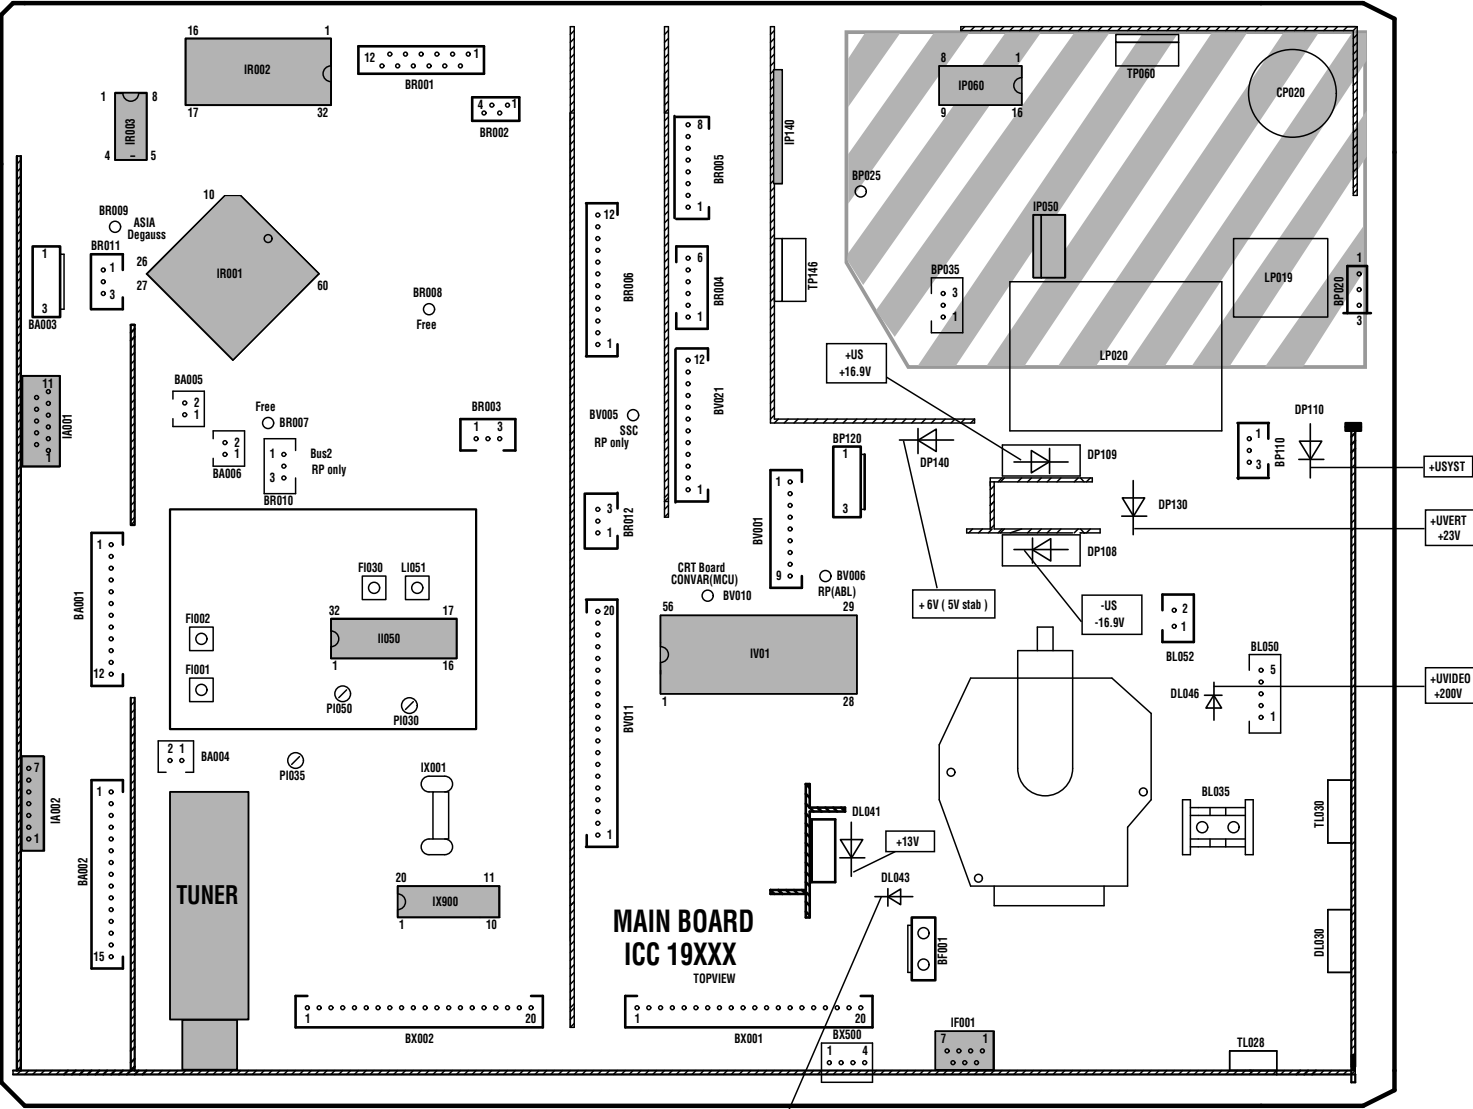 16 1
IR002
17 32
12 1
BR001
4 1
BR002
1 8
IR003
4 5
BR009
ASIA
Degauss
BR011
1
3
1
3
BA003
10
26
27
IR001
60
BR008
Free
11
IA001
1
BA005
2
1
2
1
BA006
Free
BR007
1
3
Bus2
RP only
BR010
BR003
1 3
12
BR006
1
8
BR005
1
6
BR004
1
12
BV021
1
BV005
SSC
RP only
3
1
BR012
IP140
TP146
8 1
IP060
9 16
TP060
CP020
BP025
IP050
BP035
3
1
LP019
1
BP020
3
LP020
+US
+16.9V
DP140
BP120
1
3
DP109
DP108
DP130
1
3
BP110
DP110
+USYST
+UVERT
+23V
1
BV001
9
BV006
RP(ABL)
CRT Board
CONVAR(MCU)
BV010
56 29
IV01
1 28
+ 6V ( 5V stab )
-US
-16.9V
2
1
BL052
BL050
5
1
DL046
+UVIDEO
+200V
1
BA001
12
FI030 LI051
FI002
FI001
32 17
II050
1 16
PI050
PI030
2 1
BA004
PI035
IX001
20
BV011
1
7
IA002
1
1
BA002
15
TUNER
20 11
IX900
1 10
DL041
+13V
DL043
BL035
TL030
DL030
BF001
MAIN BOARD
ICC 19XXX
TOPVIEW
1 20
BX002
1 20
BX001
BX500
1 4
IF001
7 1
TL028